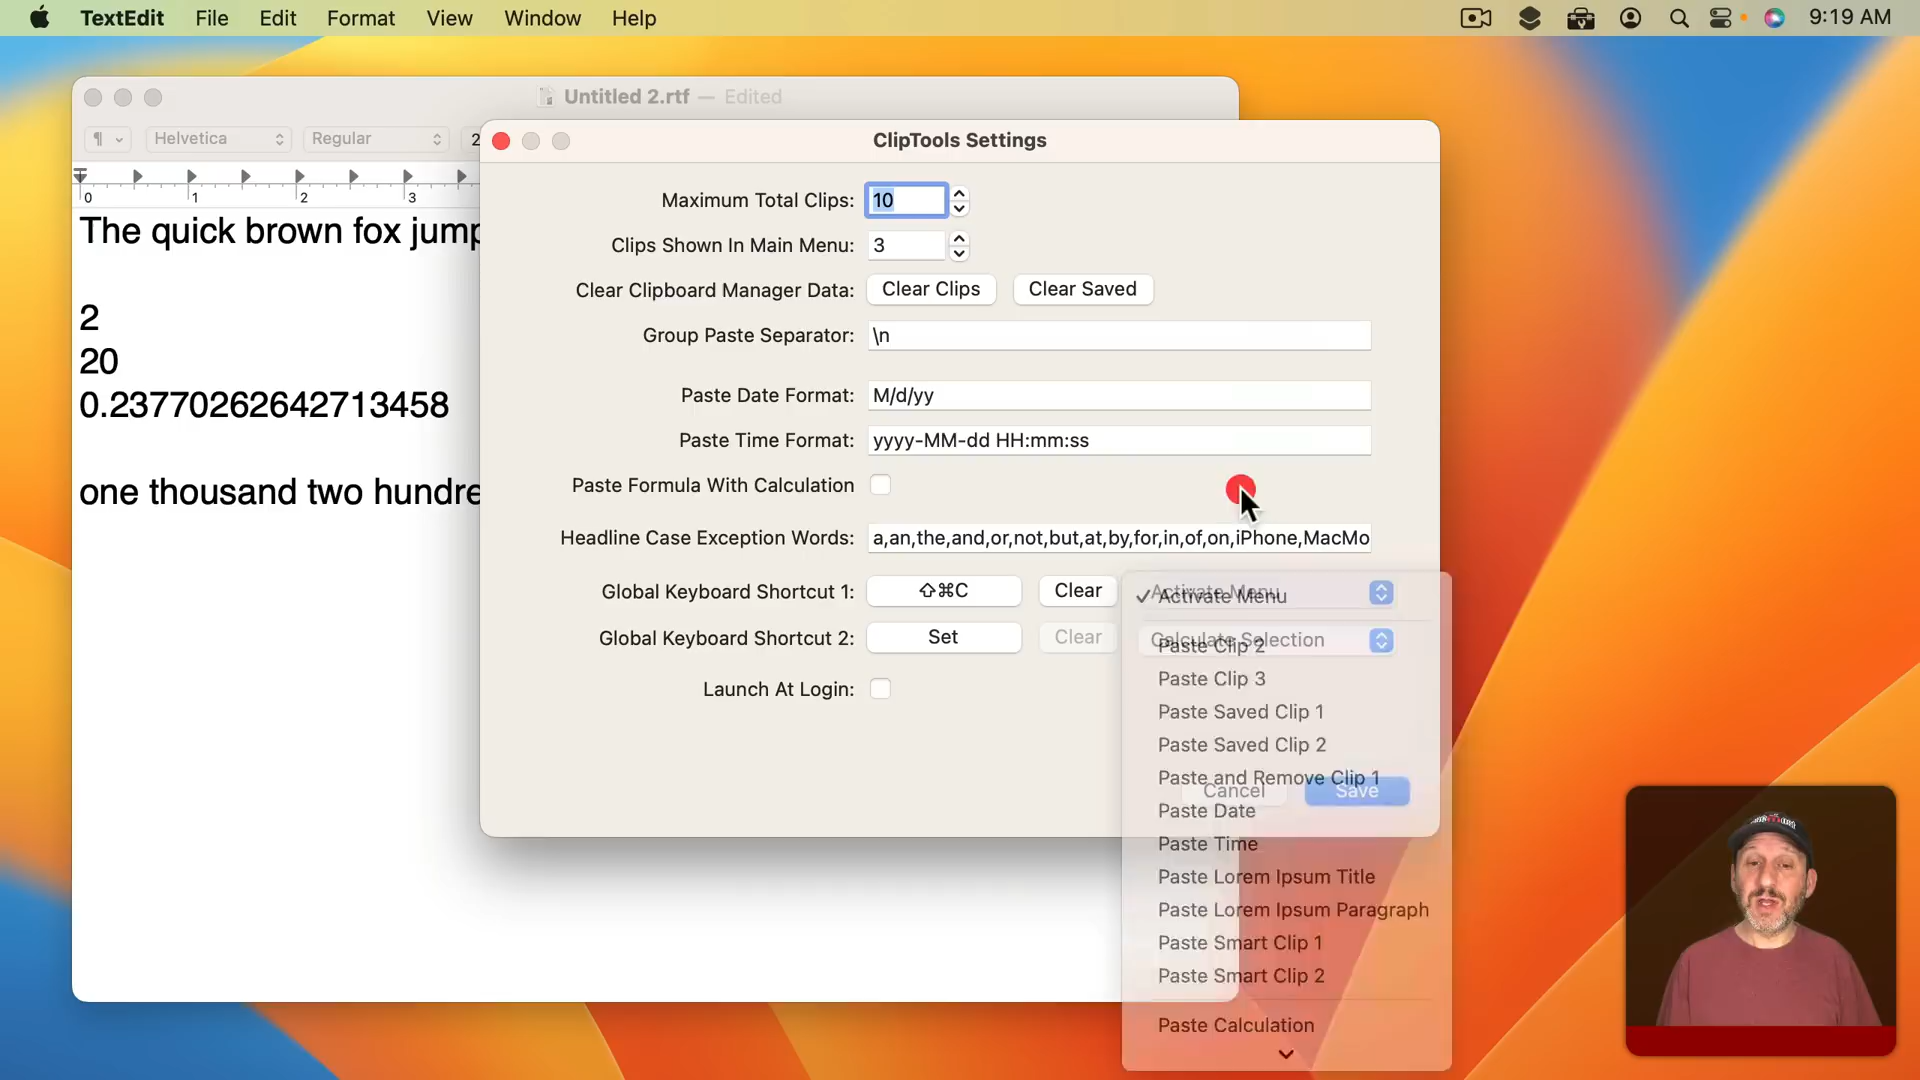 TextEdit File Edit Format View Window Help
9:19 AM
Untitled 2.rtf — Edited
¶ Helvetica Regular 2
0 1 2 3
The quick brown fox jump
2
20
0.23770262642713458
one thousand two hundre
ClipTools Settings
Maximum Total Clips: 10
Clips Shown In Main Menu: 3
Clear Clipboard Manager Data: Clear Clips Clear Saved
Group Paste Separator: \n
Paste Date Format: M/d/yy
Paste Time Format: yyyy-MM-dd HH:mm:ss
Paste Formula With Calculation
Headline Case Exception Words: a,an,the,and,or,not,but,at,by,for,in,of,on,iPhone,MacMo
Global Keyboard Shortcut 1: ⇧⌘C Clear Activate Menu
Global Keyboard Shortcut 2: Set Clear Calculate Selection
Launch At Login:
Cancel Save
✓ Activate Menu
Paste Clip 2
Paste Clip 3
Paste Saved Clip 1
Paste Saved Clip 2
Paste and Remove Clip 1
Paste Date
Paste Time
Paste Lorem Ipsum Title
Paste Lorem Ipsum Paragraph
Paste Smart Clip 1
Paste Smart Clip 2
Paste Calculation